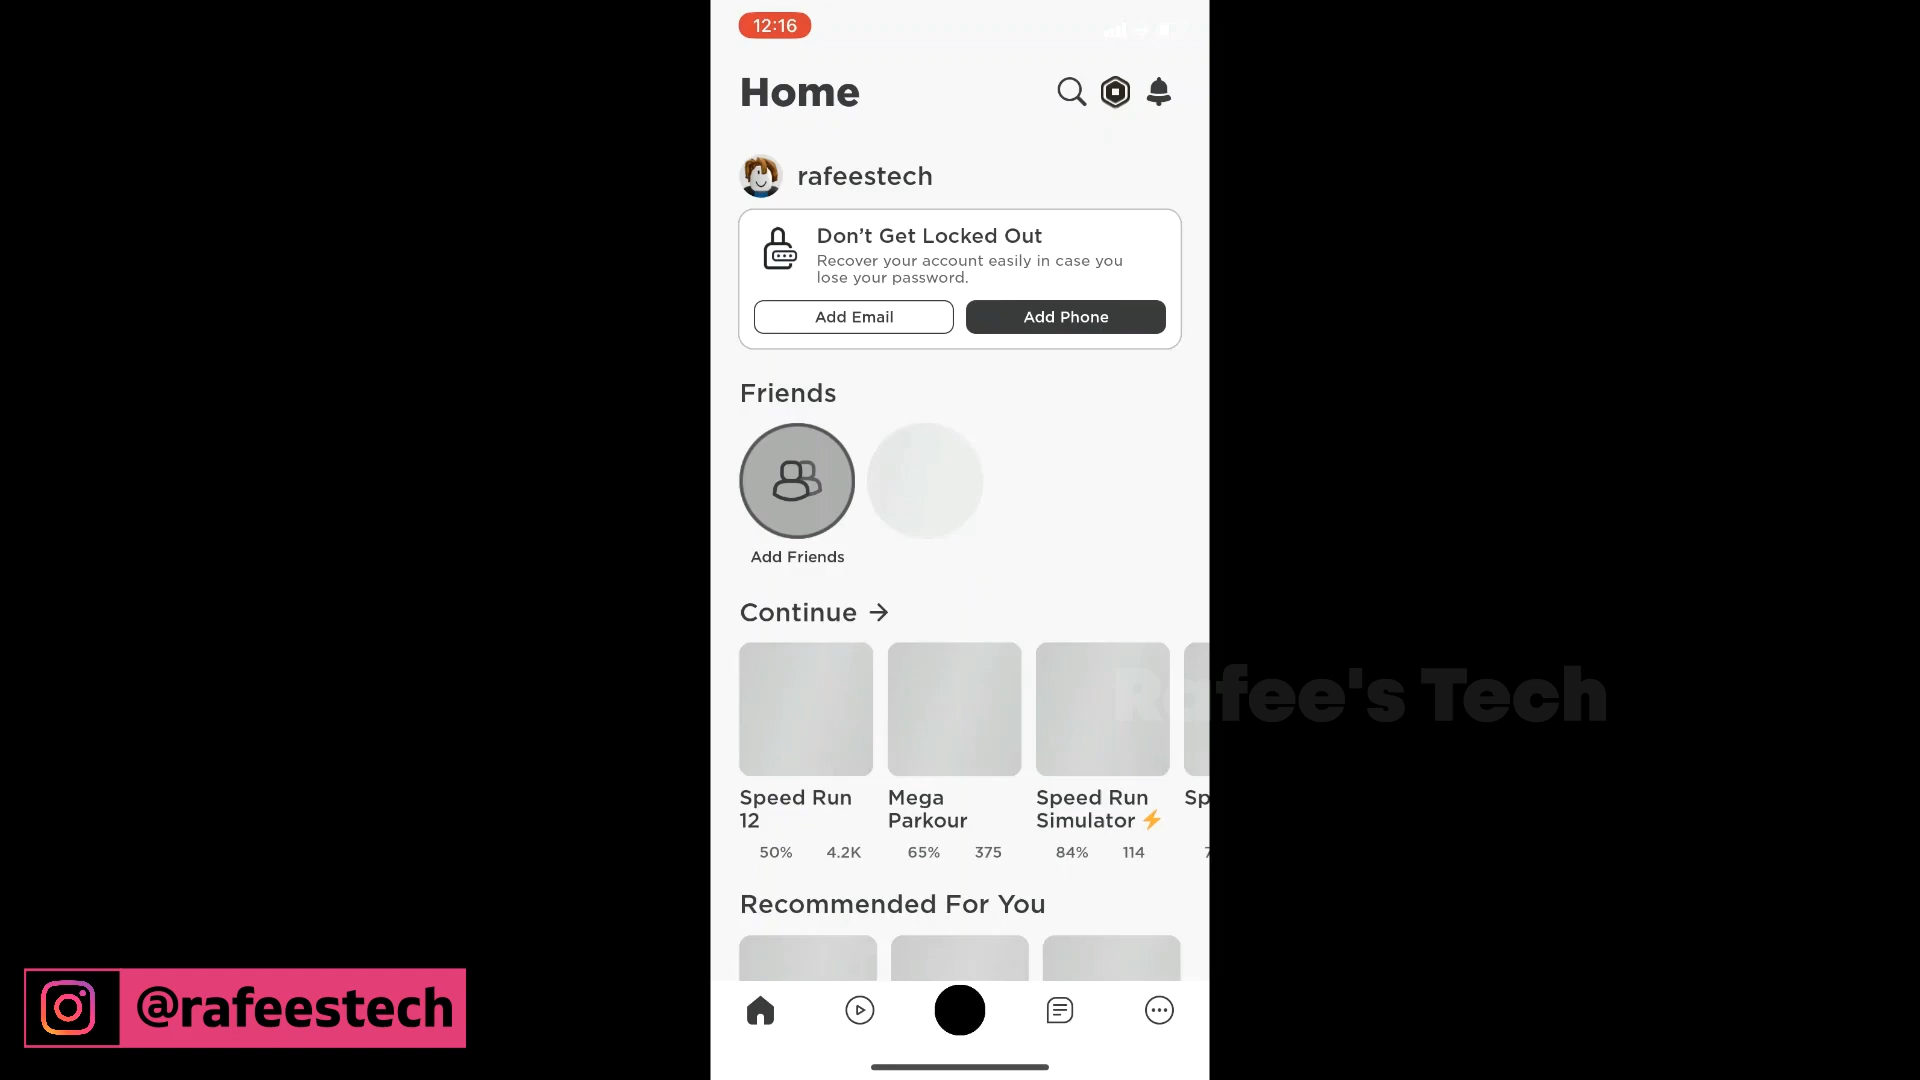 12:16
Home
rafeestech
Don’t Get Locked Out
Recover your account easily in case you
lose your password.
Add Email
Add Phone
Friends
Add Friends
Continue →
Speed Run
12
50% 4.2K
Mega
Parkour
65% 375
Speed Run
Simulator ⚡
84% 114
Sp
7
Rafee's Tech
Recommended For You
@rafeestech